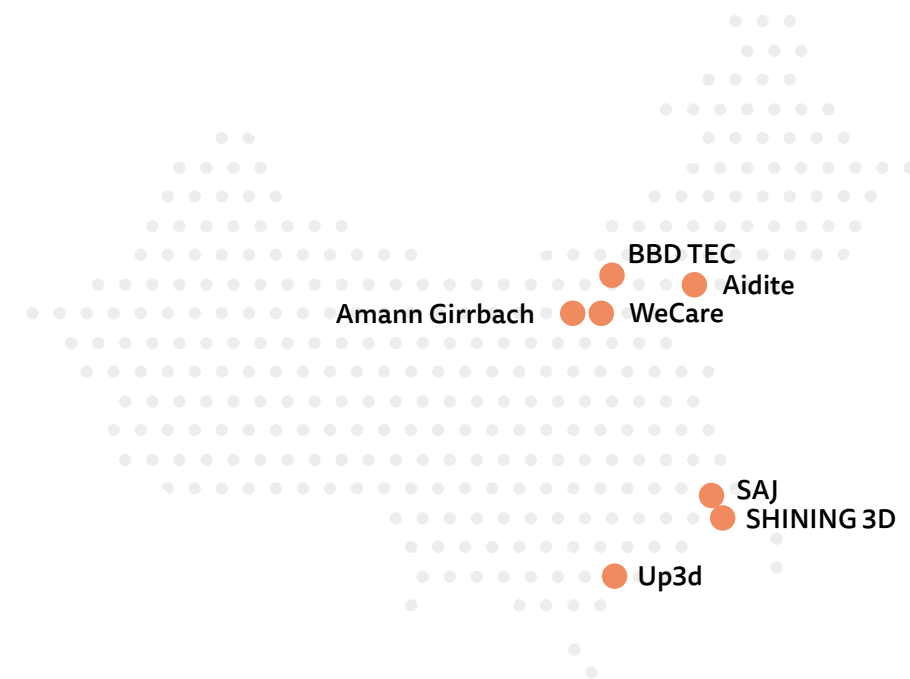 BBD TEC
Aidite
Amann Girrbach
WeCare
SAJ
SHINING 3D
Up3d